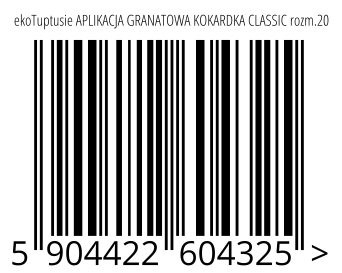 ekoTuptusie APLIKACJA GRANATOWA KOKARDKA CLASSIC rozm.20
5 904422 604325 >